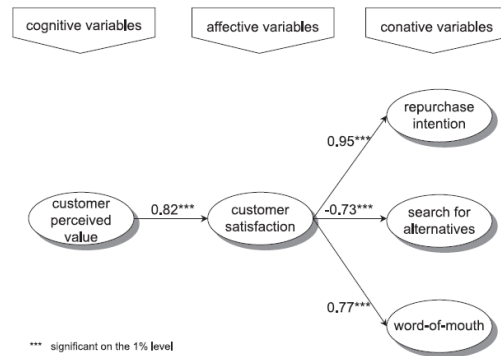 cognitive variables
affective variables
conative variables
repurchase
intention
0.95***
customer
perceived
value
0.82***
customer
satisfaction
-0.73***
search for
alternatives
0.77***
word-of-mouth
*** significant on the 1% level